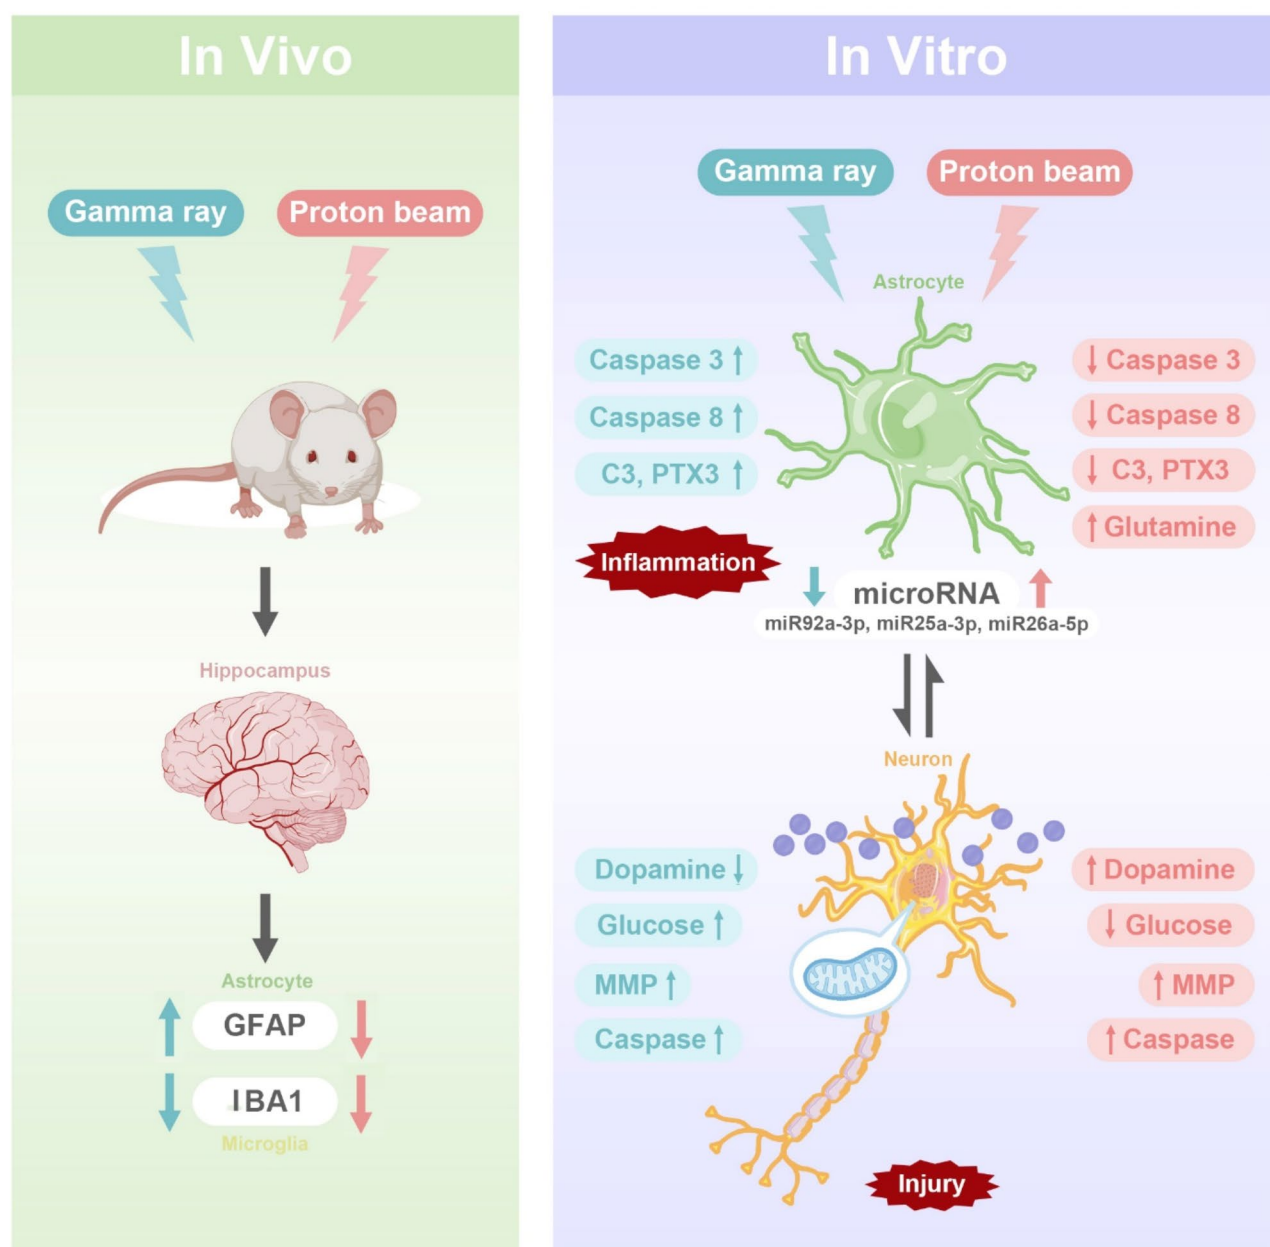 In Vivo
Gamma ray
Proton beam
Hippocampus
Astrocyte
GFAP
IBA1
Microglia
In Vitro
Gamma ray
Proton beam
Astrocyte
Caspase 3 ↑
Caspase 8 ↑
C3, PTX3 ↑
↓ Caspase 3
↓ Caspase 8
↓ C3, PTX3
↑ Glutamine
Inflammation
microRNA
miR92a-3p, miR25a-3p, miR26a-5p
Neuron
Dopamine ↓
Glucose ↑
MMP ↑
Caspase ↑
↑ Dopamine
↓ Glucose
↑ MMP
↑ Caspase
Injury